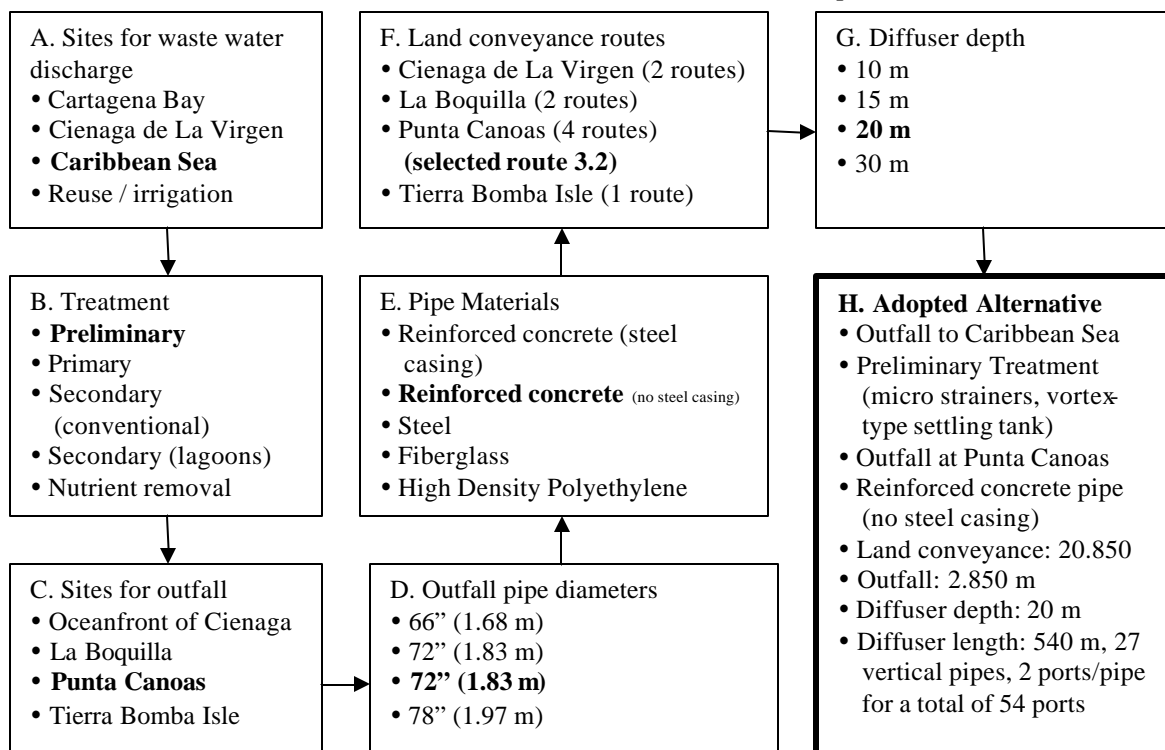 A. Sites for waste water
discharge
• Cartagena Bay
• Cienaga de La Virgen
• Caribbean Sea
• Reuse / irrigation
B. Treatment
• Preliminary
• Primary
• Secondary
(conventional)
• Secondary (lagoons)
• Nutrient removal
C. Sites for outfall
• Oceanfront of Cienaga
• La Boquilla
• Punta Canoas
• Tierra Bomba Isle
D. Outfall pipe diameters
• 66” (1.68 m)
• 72” (1.83 m)
• 72” (1.83 m)
• 78” (1.97 m)
E. Pipe Materials
• Reinforced concrete (steel
casing)
• Reinforced concrete (no steel casing)
• Steel
• Fiberglass
• High Density Polyethylene
F. Land conveyance routes
• Cienaga de La Virgen (2 routes)
• La Boquilla (2 routes)
• Punta Canoas (4 routes)
(selected route 3.2)
• Tierra Bomba Isle (1 route)
G. Diffuser depth
• 10 m
• 15 m
• 20 m
• 30 m
H. Adopted Alternative
• Outfall to Caribbean Sea
• Preliminary Treatment
(micro strainers, vortex-
type settling tank)
• Outfall at Punta Canoas
• Reinforced concrete pipe
(no steel casing)
• Land conveyance: 20.850
• Outfall: 2.850 m
• Diffuser depth: 20 m
• Diffuser length: 540 m, 27
vertical pipes, 2 ports/pipe
for a total of 54 ports